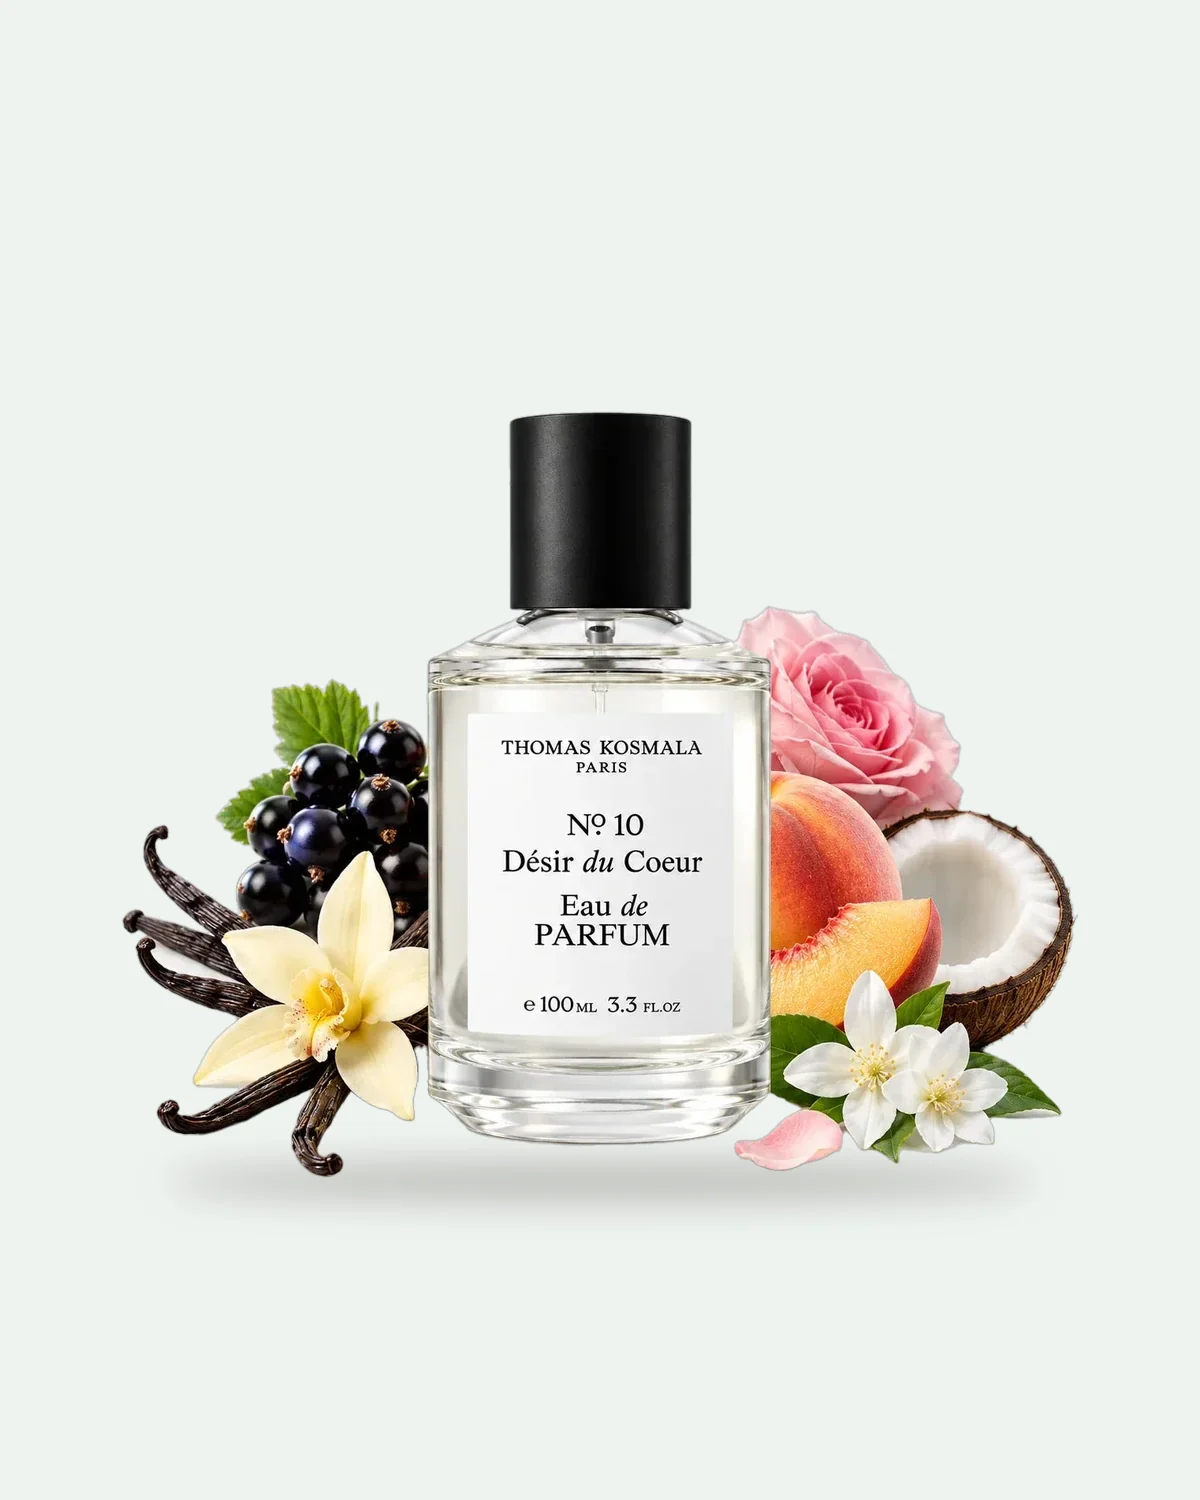 THOMAS KOSMALA
PARIS
Nº 10
Désir du Coeur
Eau de
PARFUM
e 100ML 3.3 FL.OZ